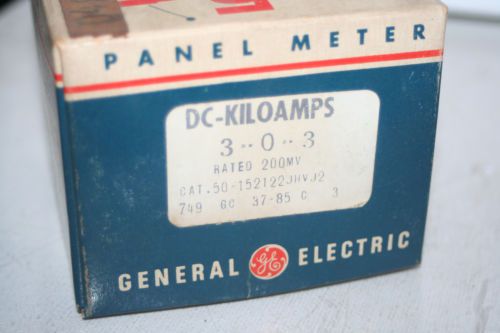 PANEL METER
DC-KILOAMPS
3--0--3
RATED 200MV
CAT.50-152122JHVJ2
749 GC 37-85 C 3
GENERAL GE ELECTRIC